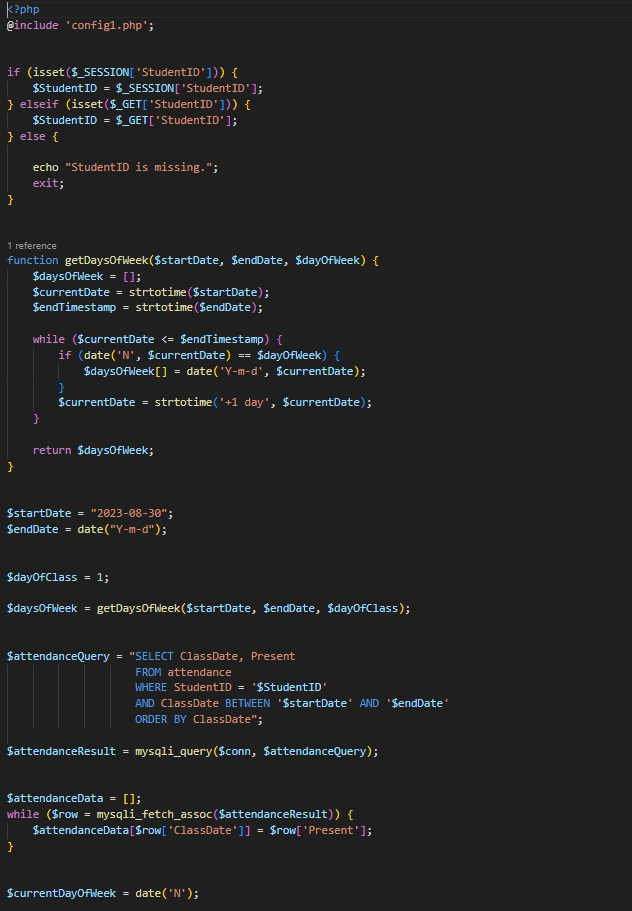 <?php
@include 'config1.php';
if (isset($_SESSION['StudentID'])) {
$StudentID = $_SESSION['StudentID'];
} elseif (isset($_GET['StudentID'])) {
$StudentID = $_GET['StudentID'];
} else {
echo "StudentID is missing.";
exit;
}
1 reference
function getDaysOfWeek($startDate, $endDate, $dayOfWeek) {
$daysOfWeek = [];
$currentDate = strtotime($startDate);
$endTimestamp = strtotime($endDate);
while ($currentDate <= $endTimestamp) {
if (date('N', $currentDate) == $dayOfWeek) {
$daysOfWeek[] = date('Y-m-d', $currentDate);
}
$currentDate = strtotime('+1 day', $currentDate);
}
return $daysOfWeek;
}
$startDate = "2023-08-30";
$endDate = date("Y-m-d");
$dayOfClass = 1;
$daysOfWeek = getDaysOfWeek($startDate, $endDate, $dayOfClass);
$attendanceQuery = "SELECT ClassDate, Present
FROM attendance
WHERE StudentID = '$StudentID'
AND ClassDate BETWEEN '$startDate' AND '$endDate'
ORDER BY ClassDate";
$attendanceResult = mysqli_query($conn, $attendanceQuery);
$attendanceData = [];
while ($row = mysqli_fetch_assoc($attendanceResult)) {
$attendanceData[$row['ClassDate']] = $row['Present'];
}
$currentDayOfWeek = date('N');